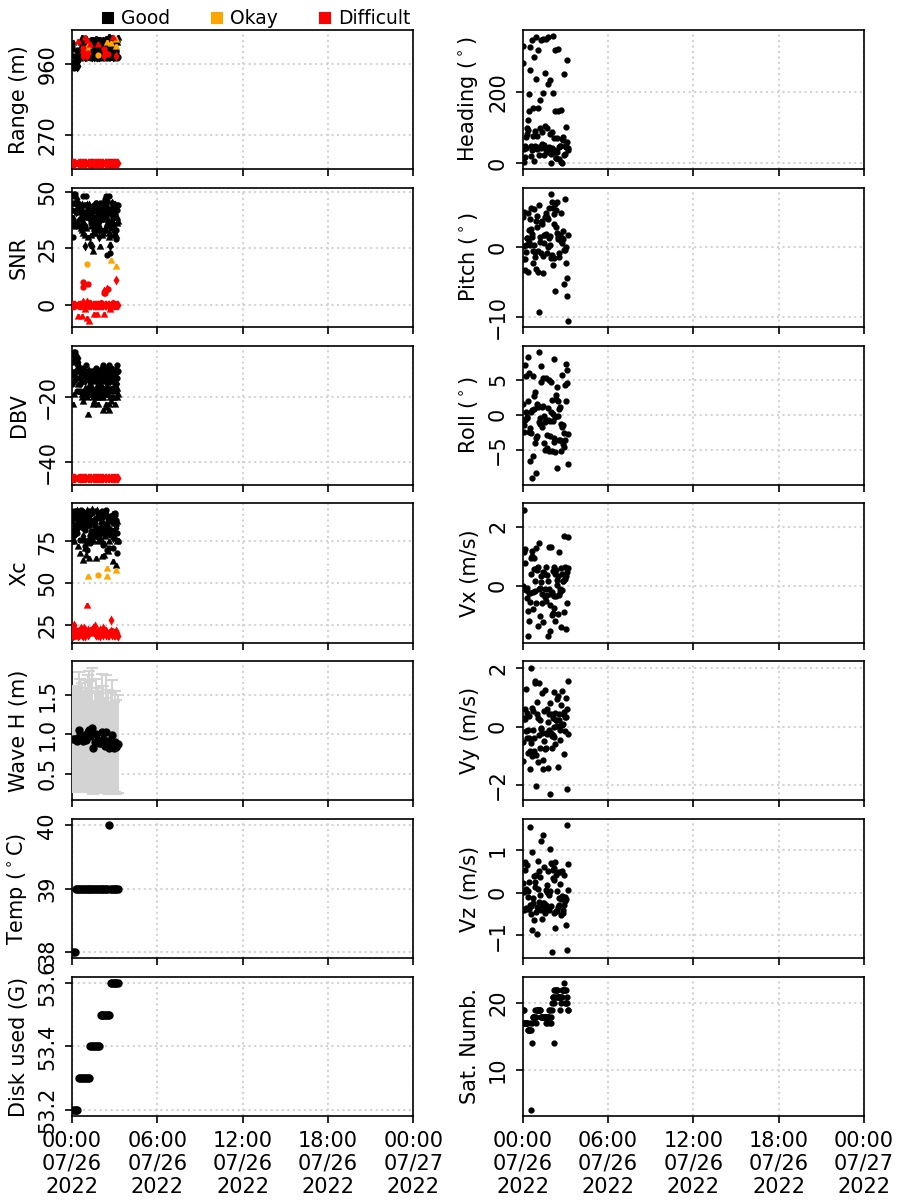 Good Okay Difficult
Range (m)
960
270
Heading (°)
200
0
SNR
50
25
0
Pitch (°)
0
−10
DBV
−20
−40
Roll (°)
5
0
−5
Xc
75
50
25
Vx (m/s)
2
0
Wave H (m)
1.5
1.0
0.5
Vy (m/s)
2
0
−2
Temp (°C)
40
39
38
Vz (m/s)
1
0
−1
Disk used (G)
53.6
53.4
53.2
Sat. Numb.
20
10
00:00 06:00 12:00 18:00 00:00
07/26 07/26 07/26 07/26 07/27
2022 2022 2022 2022 2022
00:00 06:00 12:00 18:00 00:00
07/26 07/26 07/26 07/26 07/27
2022 2022 2022 2022 2022